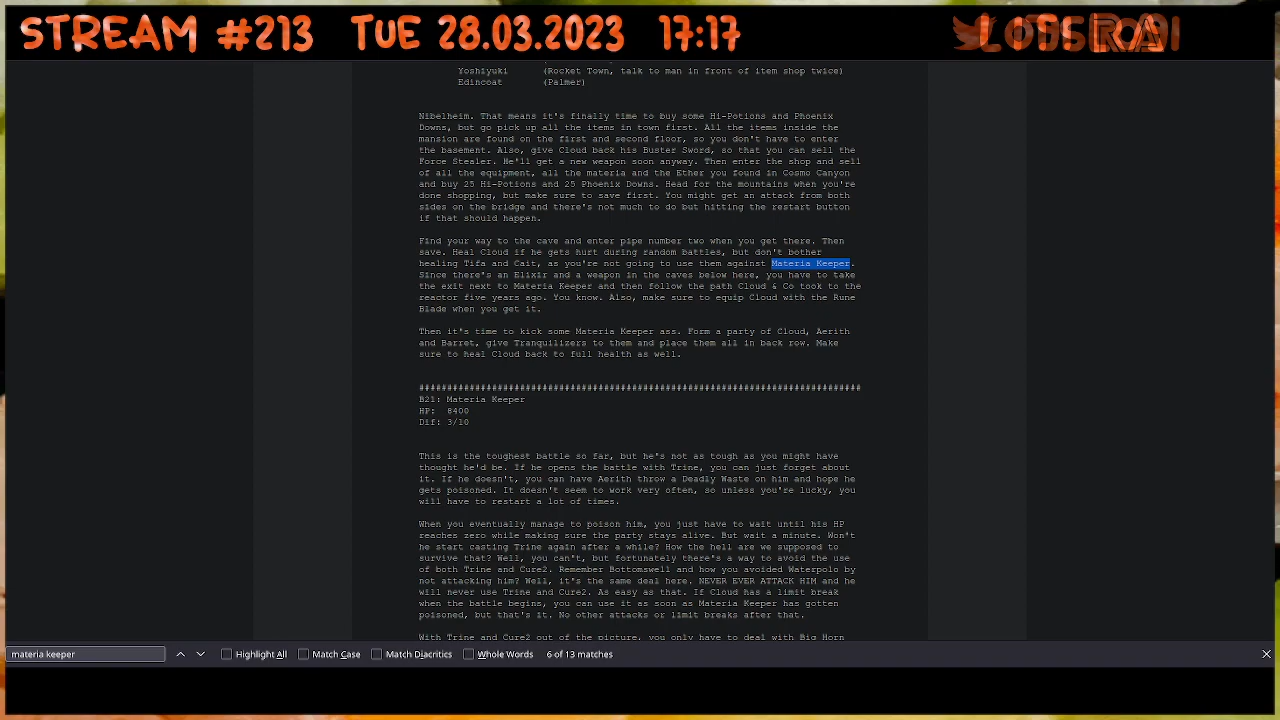 STREAM #213 TUE 28.03.2023 17:17
Yoshiyuki (Rocket Town, talk to man in front of item shop twice)
Edincoat (Palmer)
Nibelheim. That means it's finally time to buy some Hi-Potions and Phoenix
Downs, but go pick up all the items in town first. All the items inside the
mansion are found on the first and second floor, so you don't have to enter
the basement. Also, give Cloud back his Buster Sword, so that you can sell the
Force Stealer. He'll get a new weapon soon anyway. Then enter the shop and sell
of all the equipment, all the materia and the Ether you found in Cosmo Canyon
and buy 25 Hi-Potions and 25 Phoenix Downs. Head for the mountains when you're
done shopping, but make sure to save first. You might get an attack from both
sides on the bridge and there's not much to do but hitting the restart button
if that should happen.
Find your way to the cave and enter pipe number two when you get there. Then
save. Heal Cloud if he gets hurt during random battles, but don't bother
healing Tifa and Cait, as you're not going to use them against Materia Keeper.
Since there's an Elixir and a weapon in the caves below here, you have to take
the exit next to Materia Keeper and then follow the path Cloud & Co took to the
reactor five years ago. You know. Also, make sure to equip Cloud with the Rune
Blade when you get it.
Then it's time to kick some Materia Keeper ass. Form a party of Cloud, Aerith
and Barret, give Tranquilizers to them and place them all in back row. Make
sure to heal Cloud back to full health as well.
###############################################################################
B21: Materia Keeper
HP: 8400
Dif: 3/10
This is the toughest battle so far, but he's not as tough as you might have
thought he'd be. If he opens the battle with Trine, you can just forget about
it. If he doesn't, you can have Aerith throw a Deadly Waste on him and hope he
gets poisoned. It doesn't seem to work very often, so unless you're lucky, you
will have to restart a lot of times.
When you eventually manage to poison him, you just have to wait until his HP
reaches zero while making sure the party stays alive. But wait a minute. Won't
he start casting Trine again after a while? How the hell are we supposed to
survive that? Well, you can't, but fortunately there's a way to avoid the use
of both Trine and Cure2. Remember Bottomswell and how you avoided Waterpolo by
not attacking him? Well, it's the same deal here. NEVER EVER ATTACK HIM and he
will never use Trine and Cure2. As easy as that. If Cloud has a limit break
when the battle begins, you can use it as soon as Materia Keeper has gotten
poisoned, but that's it. No other attacks or limit breaks after that.
With Trine and Cure2 out of the picture, you only have to deal with Big Horn
materia keeper Highlight All Match Case Match Diacritics Whole Words 6 of 13 matches